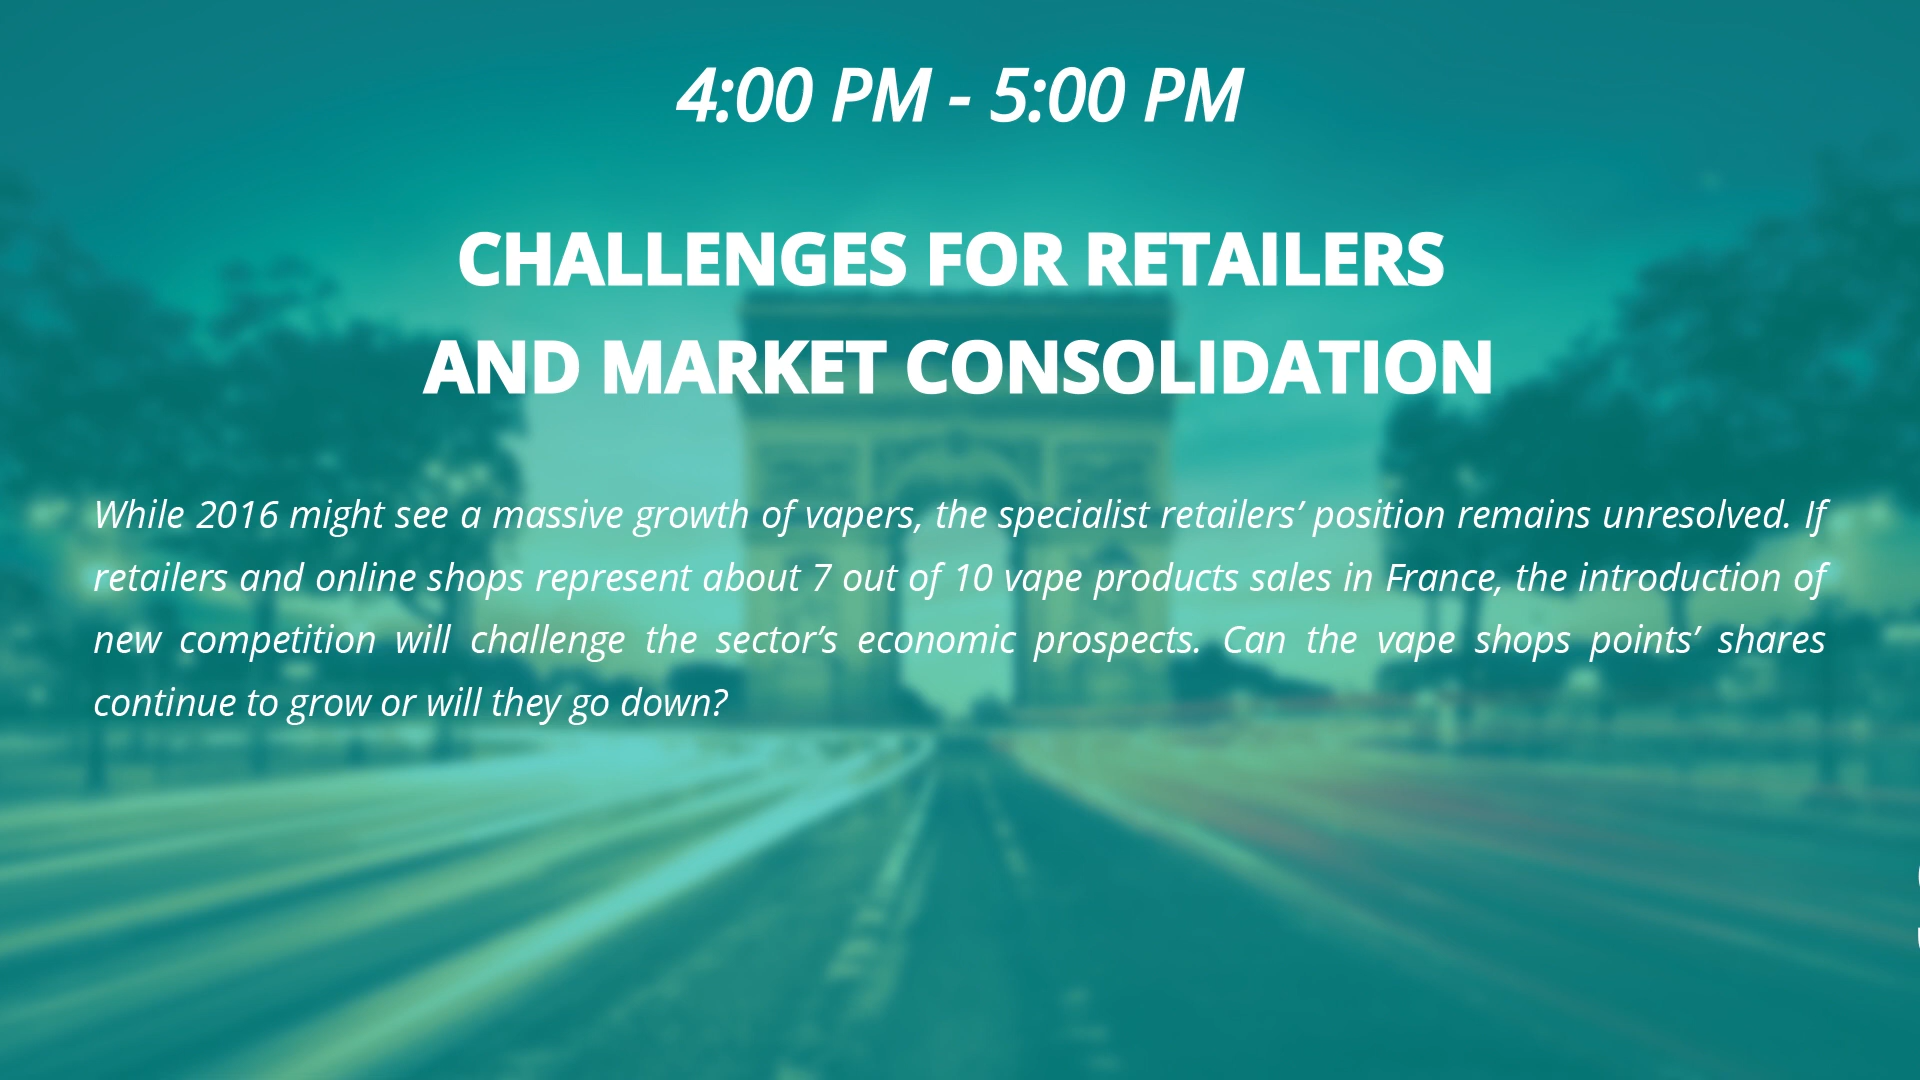 4:00 PM - 5:00 PM
CHALLENGES FOR RETAILERS
AND MARKET CONSOLIDATION
While 2016 might see a massive growth of vapers, the specialist retailers’ position remains unresolved. If
retailers and online shops represent about 7 out of 10 vape products sales in France, the introduction of
new competition will challenge the sector’s economic prospects. Can the vape shops points’ shares
continue to grow or will they go down?